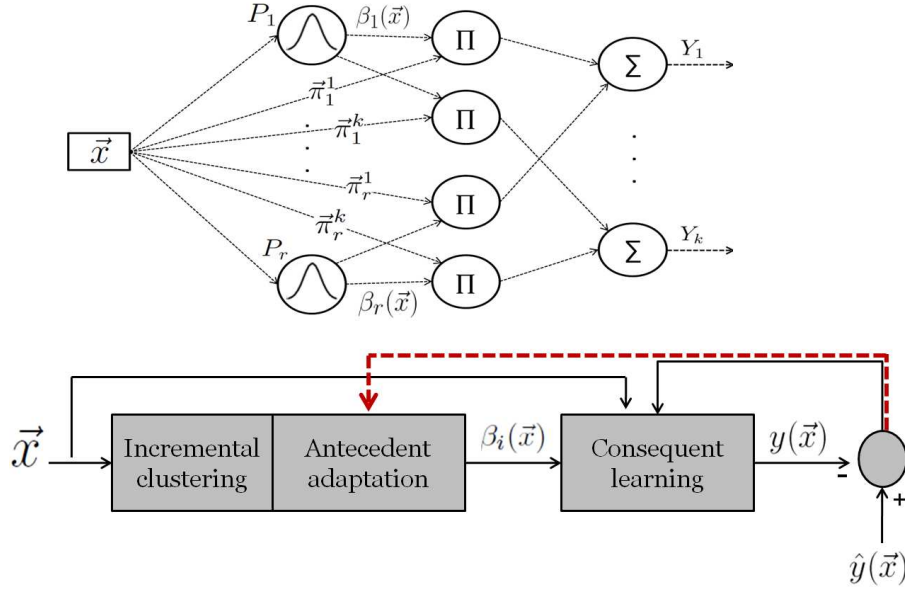 P₁ β₁(x⃗) Π
Σ Y₁
π⃗₁¹
Π
π⃗₁ᵏ
x⃗
π⃗ᵣ¹
Π
π⃗ᵣᵏ
Pᵣ Σ Yₖ
Π
βᵣ(x⃗)
x⃗
Incremental
clustering
Antecedent
adaptation
βᵢ(x⃗)
Consequent
learning
y(x⃗)
-
+
ŷ(x⃗)